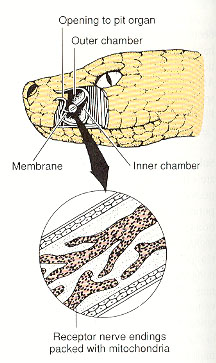 Opening to pit organ
Outer chamber
Membrane
Inner chamber
Receptor nerve endings
packed with mitochondria